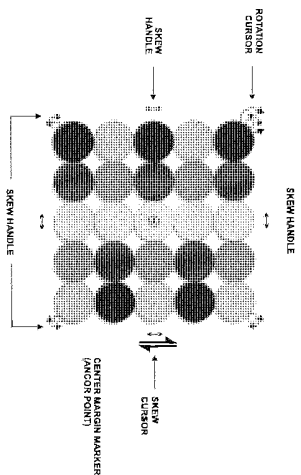 SKEW HANDLE
ROTATION
CURSOR
SKEW
HANDLE
SKEW
CURSOR
CENTER MARGIN MARKER
(ANCOR POINT)
SKEW HANDLE